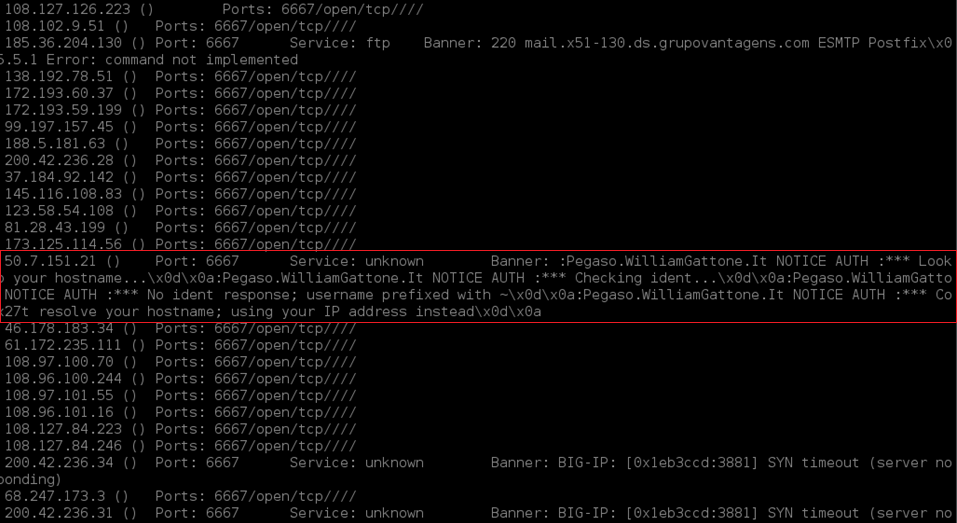 108.127.126.223 () Ports: 6667/open/tcp////
108.102.9.51 () Ports: 6667/open/tcp////
185.36.204.130 () Port: 6667 Service: ftp Banner: 220 mail.x51-130.ds.grupovantagens.com ESMTP Postfix\x0
5.5.1 Error: command not implemented
138.192.78.51 () Ports: 6667/open/tcp////
172.193.60.37 () Ports: 6667/open/tcp////
172.193.59.199 () Ports: 6667/open/tcp////
99.197.157.45 () Ports: 6667/open/tcp////
188.5.181.63 () Ports: 6667/open/tcp////
200.42.236.28 () Ports: 6667/open/tcp////
37.184.92.142 () Ports: 6667/open/tcp////
145.116.108.83 () Ports: 6667/open/tcp////
123.58.54.108 () Ports: 6667/open/tcp////
81.28.43.199 () Ports: 6667/open/tcp////
173.125.114.56 () Ports: 6667/open/tcp////
50.7.151.21 () Port: 6667 Service: unknown Banner: :Pegaso.WilliamGattone.It NOTICE AUTH :*** Look
p your hostname...\x0d\x0a:Pegaso.WilliamGattone.It NOTICE AUTH :*** Checking ident...\x0d\x0a:Pegaso.WilliamGatto
NOTICE AUTH :*** No ident response; username prefixed with ~\x0d\x0a:Pegaso.WilliamGattone.It NOTICE AUTH :*** Co
x27t resolve your hostname; using your IP address instead\x0d\x0a
46.178.183.34 () Ports: 6667/open/tcp////
61.172.235.111 () Ports: 6667/open/tcp////
108.97.100.70 () Ports: 6667/open/tcp////
108.96.100.244 () Ports: 6667/open/tcp////
108.97.101.55 () Ports: 6667/open/tcp////
108.96.101.16 () Ports: 6667/open/tcp////
108.127.84.223 () Ports: 6667/open/tcp////
108.127.84.246 () Ports: 6667/open/tcp////
200.42.236.34 () Port: 6667 Service: unknown Banner: BIG-IP: [0x1eb3ccd:3881] SYN timeout (server no
ponding)
68.247.173.3 () Ports: 6667/open/tcp////
200.42.236.31 () Port: 6667 Service: unknown Banner: BIG-IP: [0x1eb3ccd:3881] SYN timeout (server no